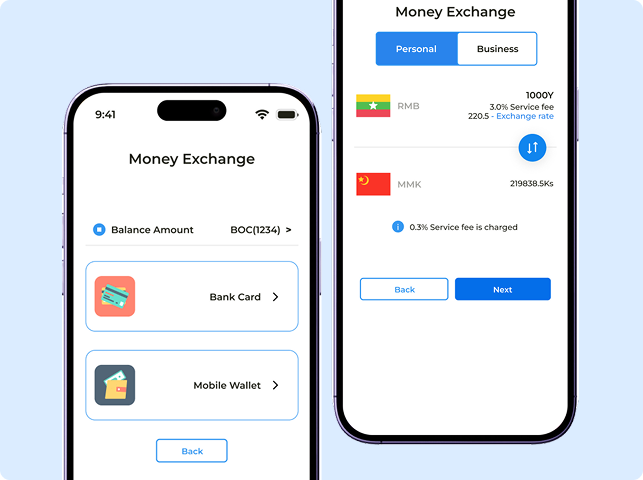 9:41
Money Exchange
Balance Amount BOC(1234) >
Bank Card >
Mobile Wallet >
Back
Money Exchange
Personal Business
RMB 1000Y
3.0% Service fee
220.5 - Exchange rate
MMK 219838.5Ks
0.3% Service fee is charged
Back Next